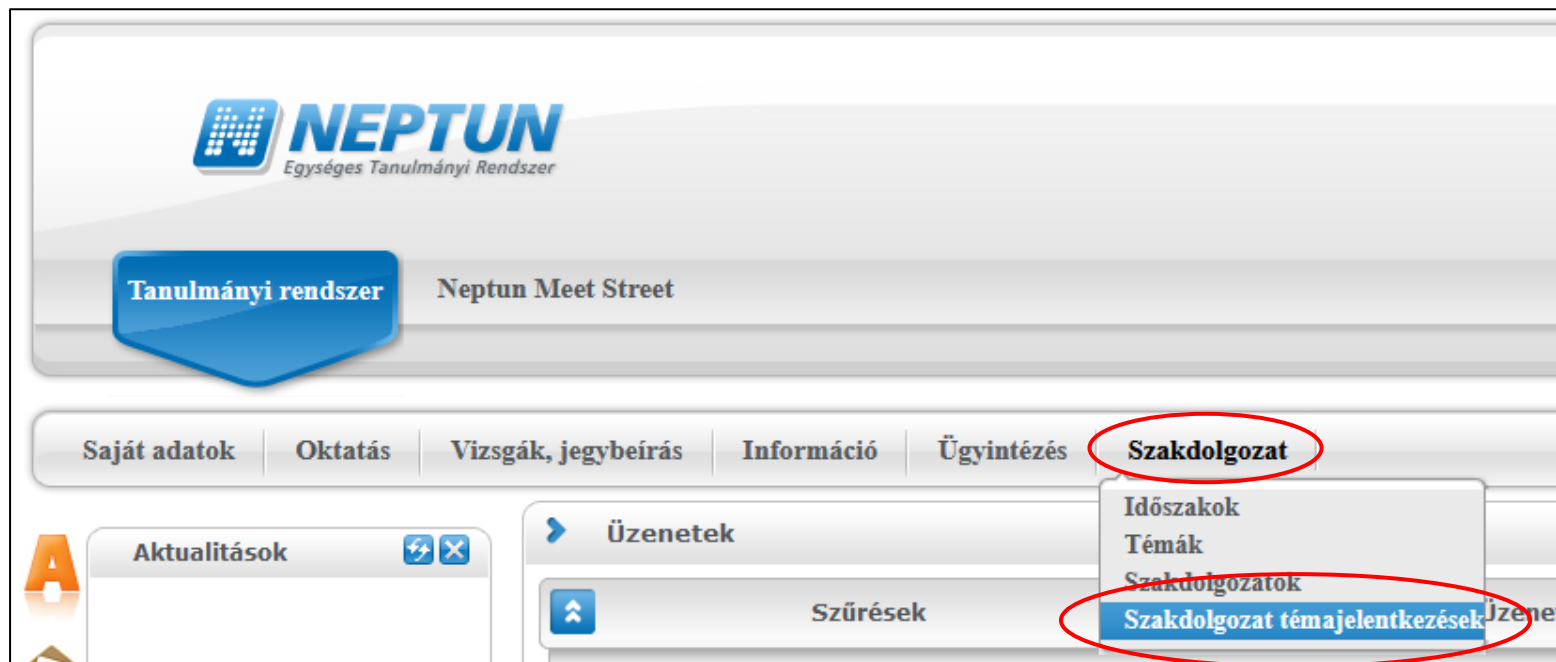 NEPTUN
Egységes Tanulmányi Rendszer
Tanulmányi rendszer
Neptun Meet Street
Saját adatok Oktatás Vizsgák, jegybeírás Információ Ügyintézés Szakdolgozat
Időszakok
Témák
Szakdolgozatok
Szakdolgozat témajelentkezések
Aktualitások
Üzenetek
Szűrések